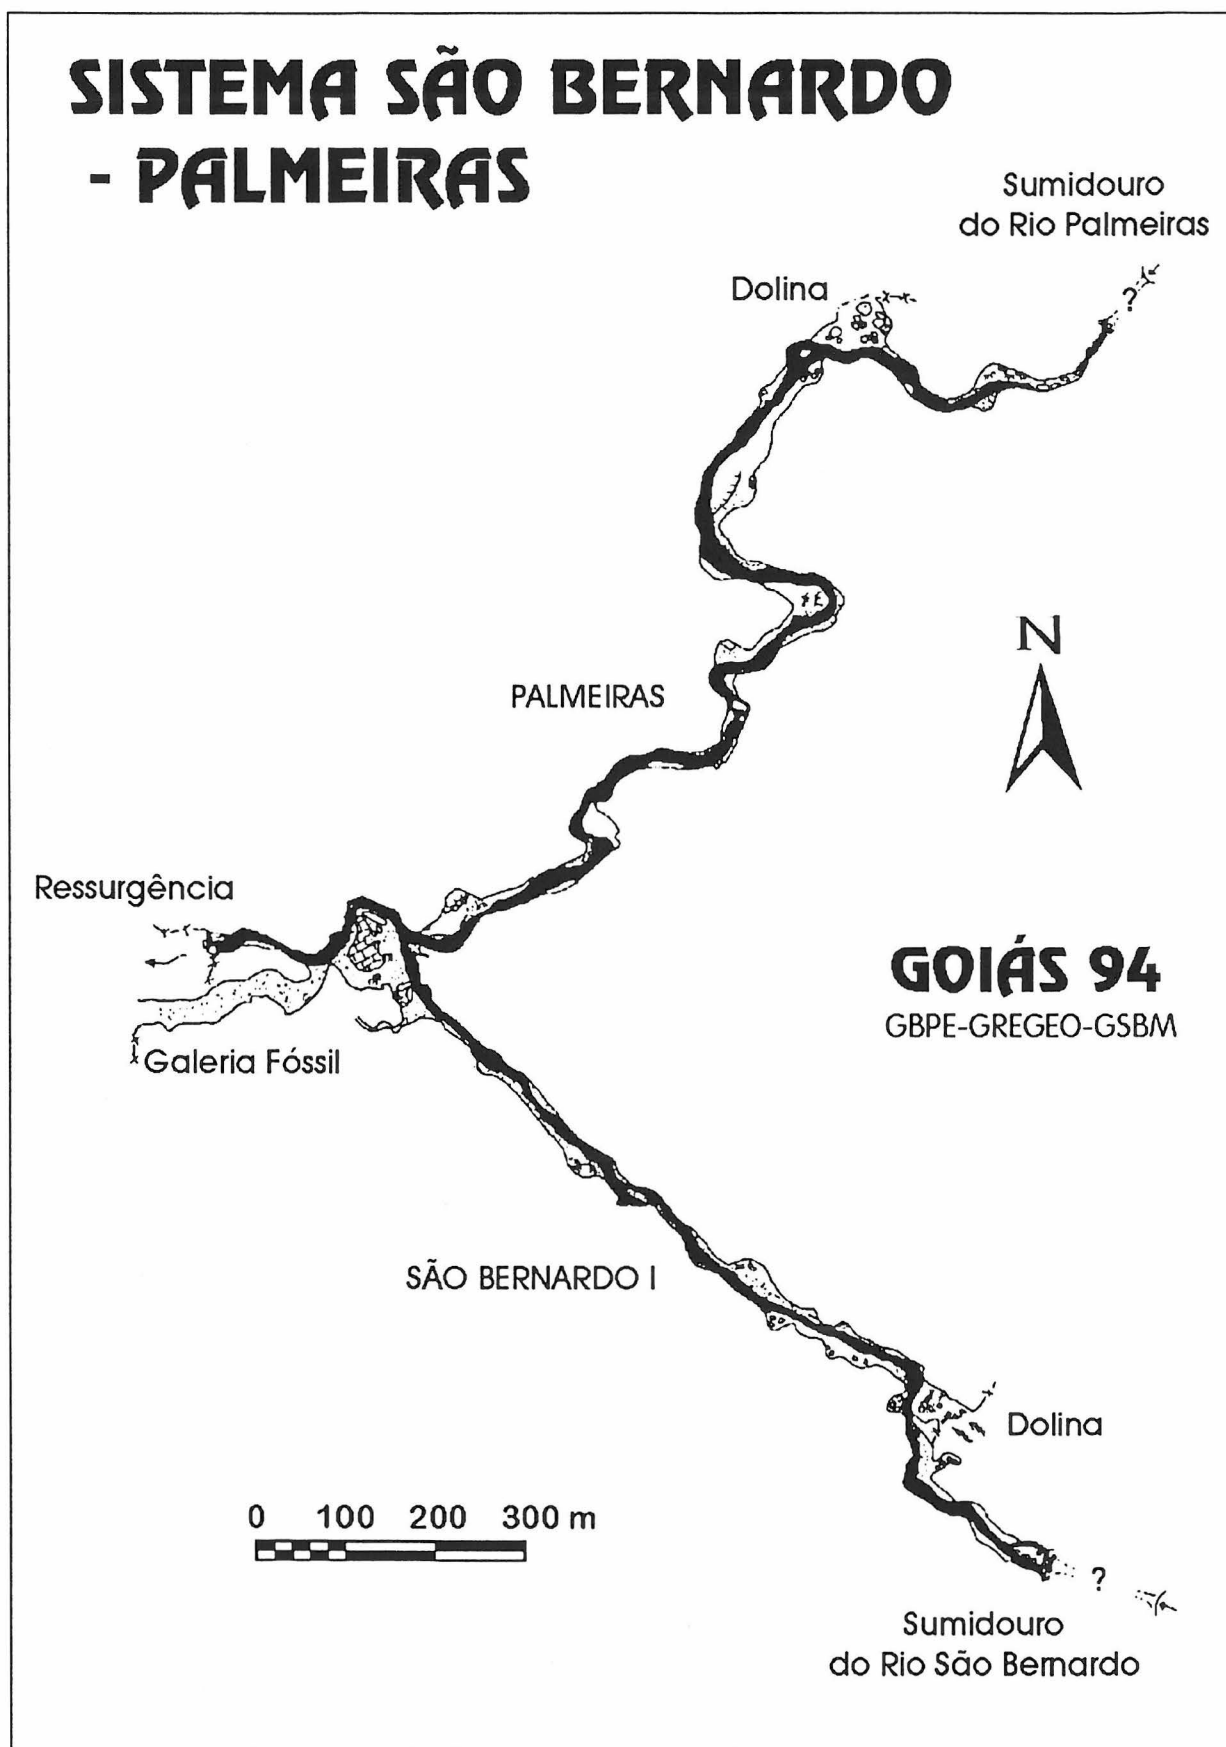 SISTEMA SÃO BERNARDO
- PALMEIRAS
Sumidouro
do Rio Palmeiras
Dolina
?
N
PALMEIRAS
Ressurgência
GOIÁS 94
GBPE-GREGEO-GSBM
Galeria Fóssil
SÃO BERNARDO I
Dolina
0 100 200 300 m
?
Sumidouro
do Rio São Bernardo